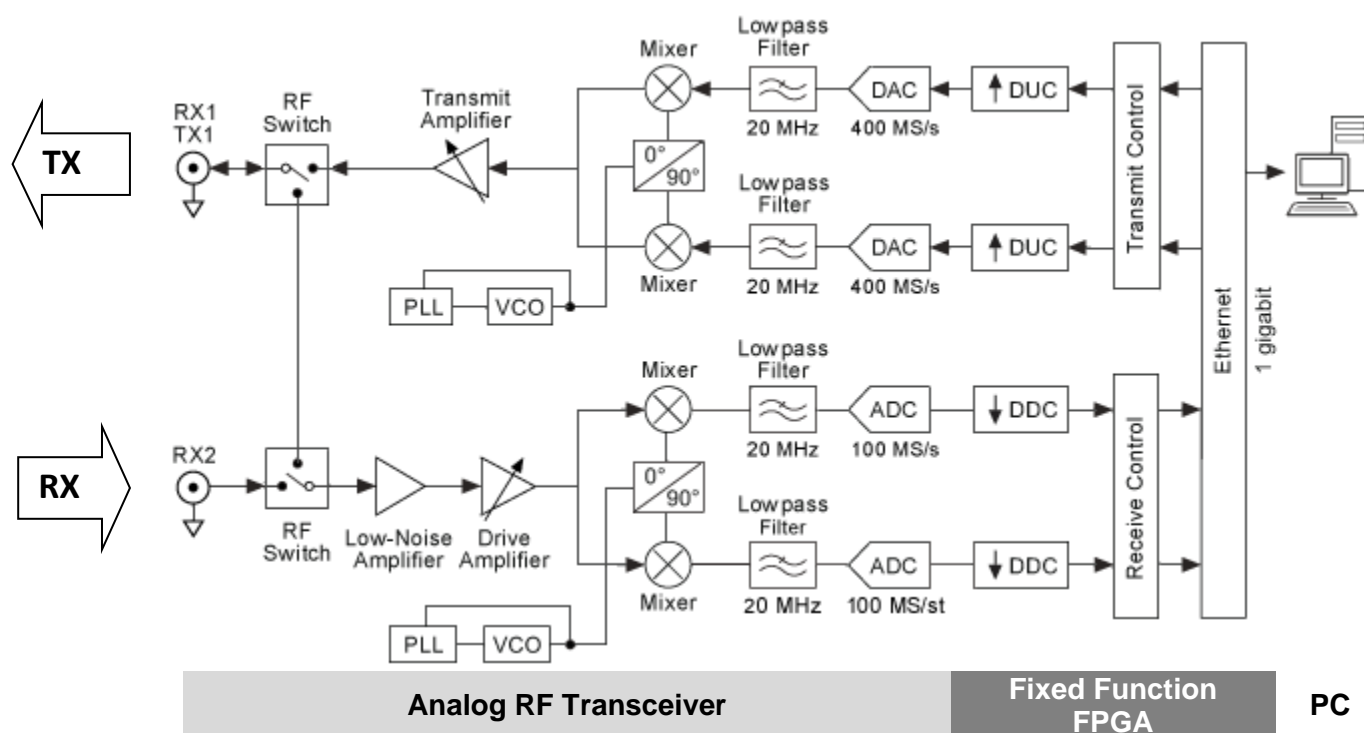 Lowpass
Filter
Mixer
DAC
↑ DUC
20 MHz
400 MS/s
Transmit
Amplifier
RF
Switch
RX1
TX1
TX
0°
90°
Lowpass
Filter
DAC
↑ DUC
Mixer
20 MHz
400 MS/s
PLL
VCO
Transmit Control
Ethernet
1 gigabit
Lowpass
Filter
Mixer
ADC
↓ DDC
20 MHz
100 MS/s
RX2
RX
0°
90°
RF
Switch
Low-Noise
Amplifier
Drive
Amplifier
Lowpass
Filter
ADC
↓ DDC
Mixer
20 MHz
100 MS/st
PLL
VCO
Receive Control
Analog RF Transceiver
Fixed Function
FPGA
PC